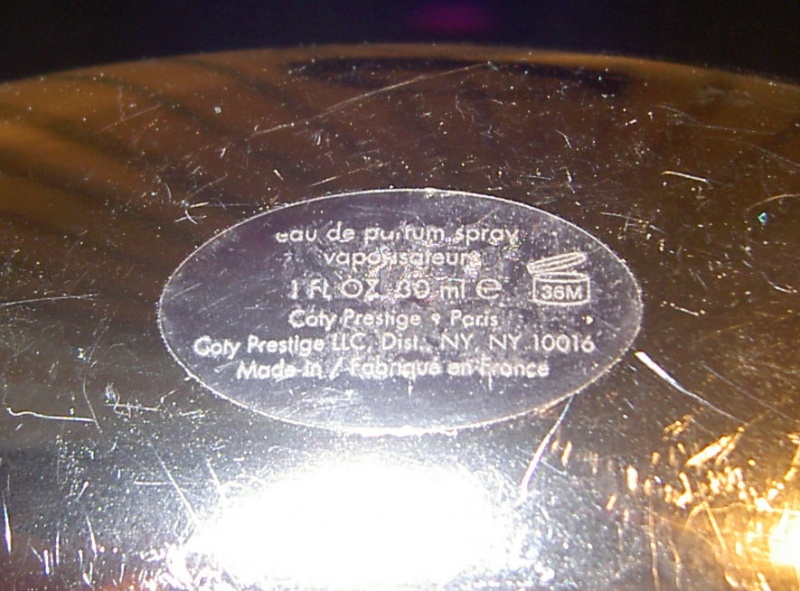 eau de parfum spray
vaporisateur
1 FL OZ. 30 ml e
36M
Coty Prestige • Paris
Coty Prestige LLC, Dist., NY, NY 10016
Made in / Fabriqué en France